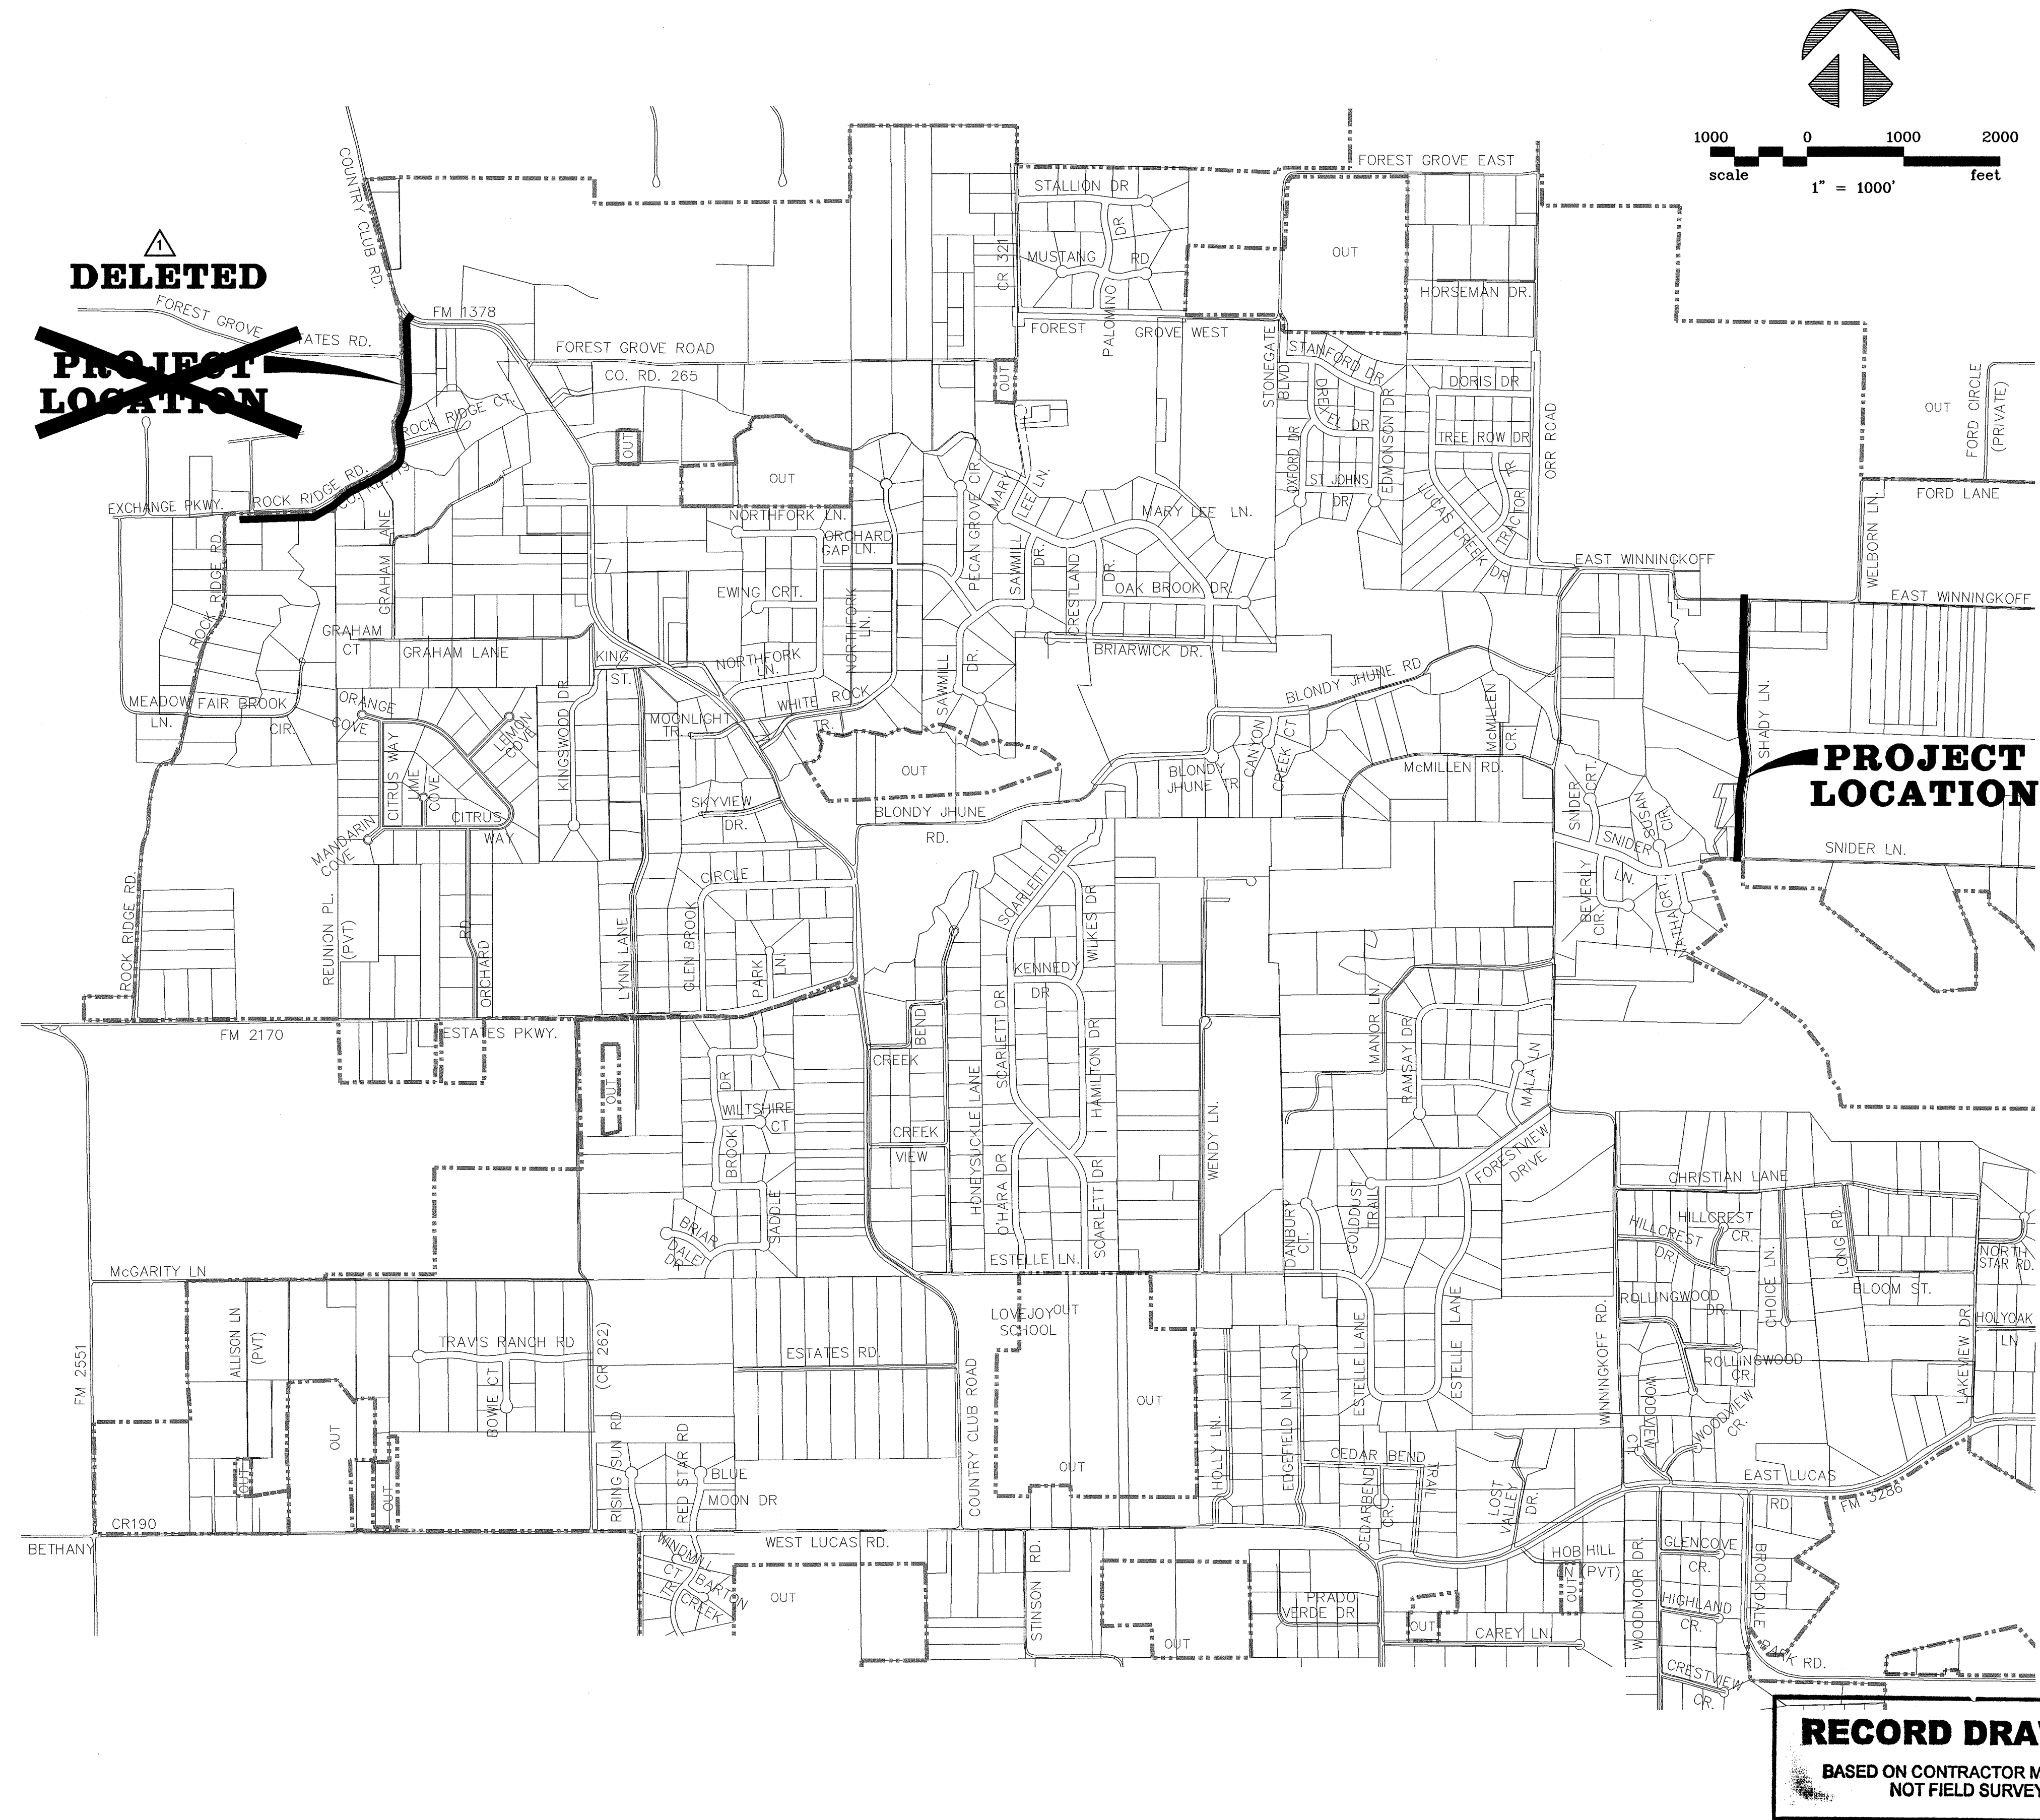 1000 0 1000 2000
scale feet
1" = 1000'
FOREST GROVE EAST
COUNTRY CLUB RD.
STALLION DR
DR
MUSTANG RD
CR 321
OUT
1
DELETED
FOREST GROVE
ATES RD.
PROJECT
LOCATION
FM 1378
FOREST GROVE ROAD
CO. RD. 265
FOREST GROVE WEST
PALOMINO
STONEGATE
BLVD
HORSEMAN DR.
STANFORD DR
DORIS DR
DREXEL DR
EDMONSON DR.
TREE ROW DR
ORR ROAD
OUT
FORD CIRCLE
(PRIVATE)
OUT
ROCK RIDGE CT.
OUT
OUT
OXFORD DR
ST JOHNS
DR
LUCAS CREEK DR
TRACTOR
TR
EXCHANGE PKWY.
ROCK RIDGE RD.
FORD LANE
WELBORN LN.
NORTHFORK LN.
ORCHARD
GAP LN.
PECAN GROVE CIR.
MARY
LEE LN.
MARY LEE LN.
SAWMILL
DR.
CRESTLAND
DR.
OAK BROOK DR.
EAST WINNINGKOFF
EAST WINNINGKOFF
ROCK RIDGE RD.
GRAHAM LANE
EWING CRT.
NORTHFORK
LN.
GRAHAM
CT
GRAHAM LANE
KING
ST.
NORTHFORK
LN.
BRIARWICK DR.
BLONDY JHUNE RD
MEADOW
LN.
FAIR BROOK
CIR.
ORANGE
COVE
LEMON
COVE
KINGSWOOD DR.
MOONLIGHT
TR.
WHITE ROCK
TR.
SAWMILL
DR.
SHADY LN.
PROJECT
LOCATION
CITRUS WAY
COVE
CITRUS
WAY
MANDARIN
COVE
SKYVIEW
DR.
OUT
BLONDY JHUNE
RD.
BLONDY
JHUNE TR
CANYON
CREEK CT
McMILLEN
CR.
McMILLEN RD.
SNIDER
CRT.
SUSAN
CIR.
SNIDER
LN.
SNIDER LN.
BEVERLY
CIR.
CRT.
ROCK RIDGE RD.
REUNION PL.
(PVT)
ORCHARD
RD.
LYNN LANE
GLEN BROOK
CIRCLE
PARK
LN.
SCARLETT DR
WILKES DR
KENNEDY
DR
FM 2170
ESTATES PKWY.
OUT
BEND
CREEK
SCARLETT DR
HAMILTON DR
MANOR LN.
RAMSAY DR
MALA LN
DR
BROOK
WILTSHIRE
CT
CREEK
VIEW
HONEYSUCKLE LANE
O'HARA DR
SCARLETT DR
WENDY LN.
FORESTVIEW
DRIVE
CHRISTIAN LANE
SADDLE
BRIAR
DALE
DR
ESTELLE LN.
DANBURY
CT.
GOLDDUST
TRAIL
HILLCREST
CR.
HILLCREST
DR.
CHOICE LN.
LONG RD.
NORTH
STAR RD.
BLOOM ST.
McGARITY LN
FM 2551
ALLISON LN
(PVT)
TRAVIS RANCH RD
BOWIE CT
(CR 262)
ESTATES RD.
LOVEJOY
SCHOOL
OUT
COUNTRY CLUB ROAD
OUT
OUT
HOLLY LN.
EDGEFIELD LN.
ESTELLE LANE
ESTELLE LANE
WINNINGKOFF RD.
ROLLINGWOOD
DR.
ROLLINGWOOD
CR.
LAKEVIEW DR.
HOLYOAK
LN
WOODVIEW
CT
WOODVIEW
CR.
OUT
OUT
OUT
RISING SUN RD
RED STAR RD
BLUE
MOON DR
CEDAR BEND
TRAIL
CEDARBEND
CR.
LOST
VALLEY
DR.
EAST LUCAS
RD.
FM 3286
CR190
BETHANY
WEST LUCAS RD.
WINDMILL
CT
BARTON
CREEK
TR
OUT
STINSON RD.
OUT
PRADO
VERDE DR.
OUT
CAREY LN.
HOB HILL
LN (PVT)
OUT
WOODMOOR DR.
GLENCOVE
CR.
HIGHLAND
CR.
CRESTVIEW
CR.
BROCKDALE
PARK RD.
RECORD DRA
BASED ON CONTRACTOR M
NOT FIELD SURVEY